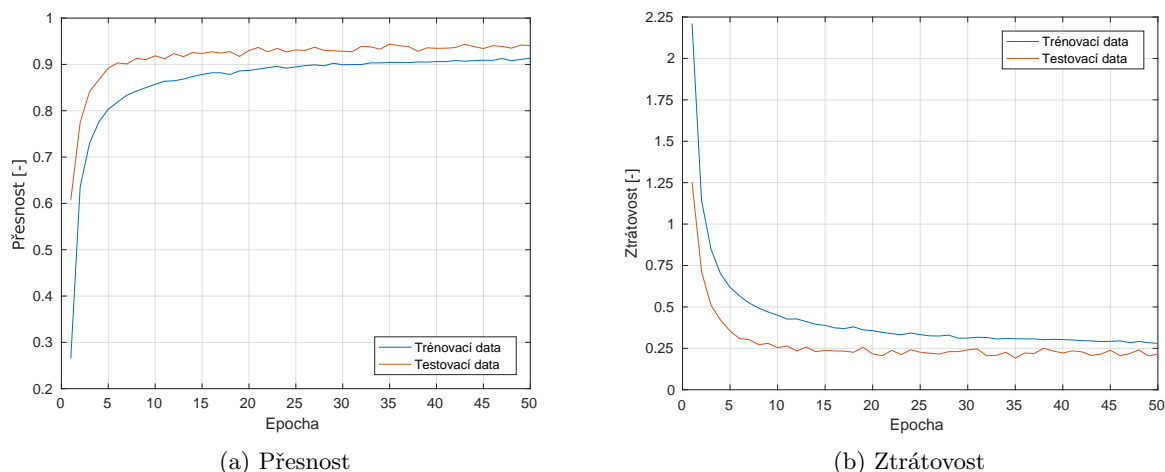 1
0.9
0.8
0.7
0.6
0.5
0.4
0.3
0.2
Přesnost [-]
0 5 10 15 20 25 30 35 40 45 50
Epocha
Trénovací data
Testovací data
(a) Přesnost
2.25
2
1.75
1.5
1.25
1
0.75
0.5
0.25
0
Ztrátovost [-]
0 5 10 15 20 25 30 35 40 45 50
Epocha
Trénovací data
Testovací data
(b) Ztrátovost